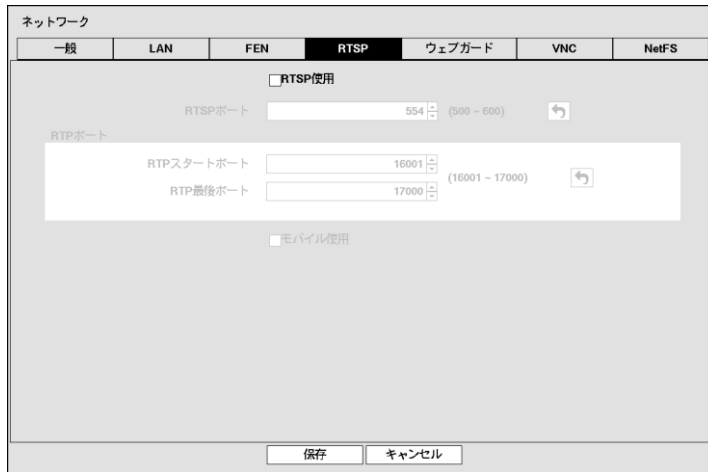 ネットワーク
一般 LAN FEN RTSP ウェブガード VNC NetFS
RTSP使用
RTSPポート 554 (500 ~ 600)
RTPポート
RTPスタートポート 16001
(16001 ~ 17000)
RTP最後ポート 17000
モバイル使用
保存 キャンセル